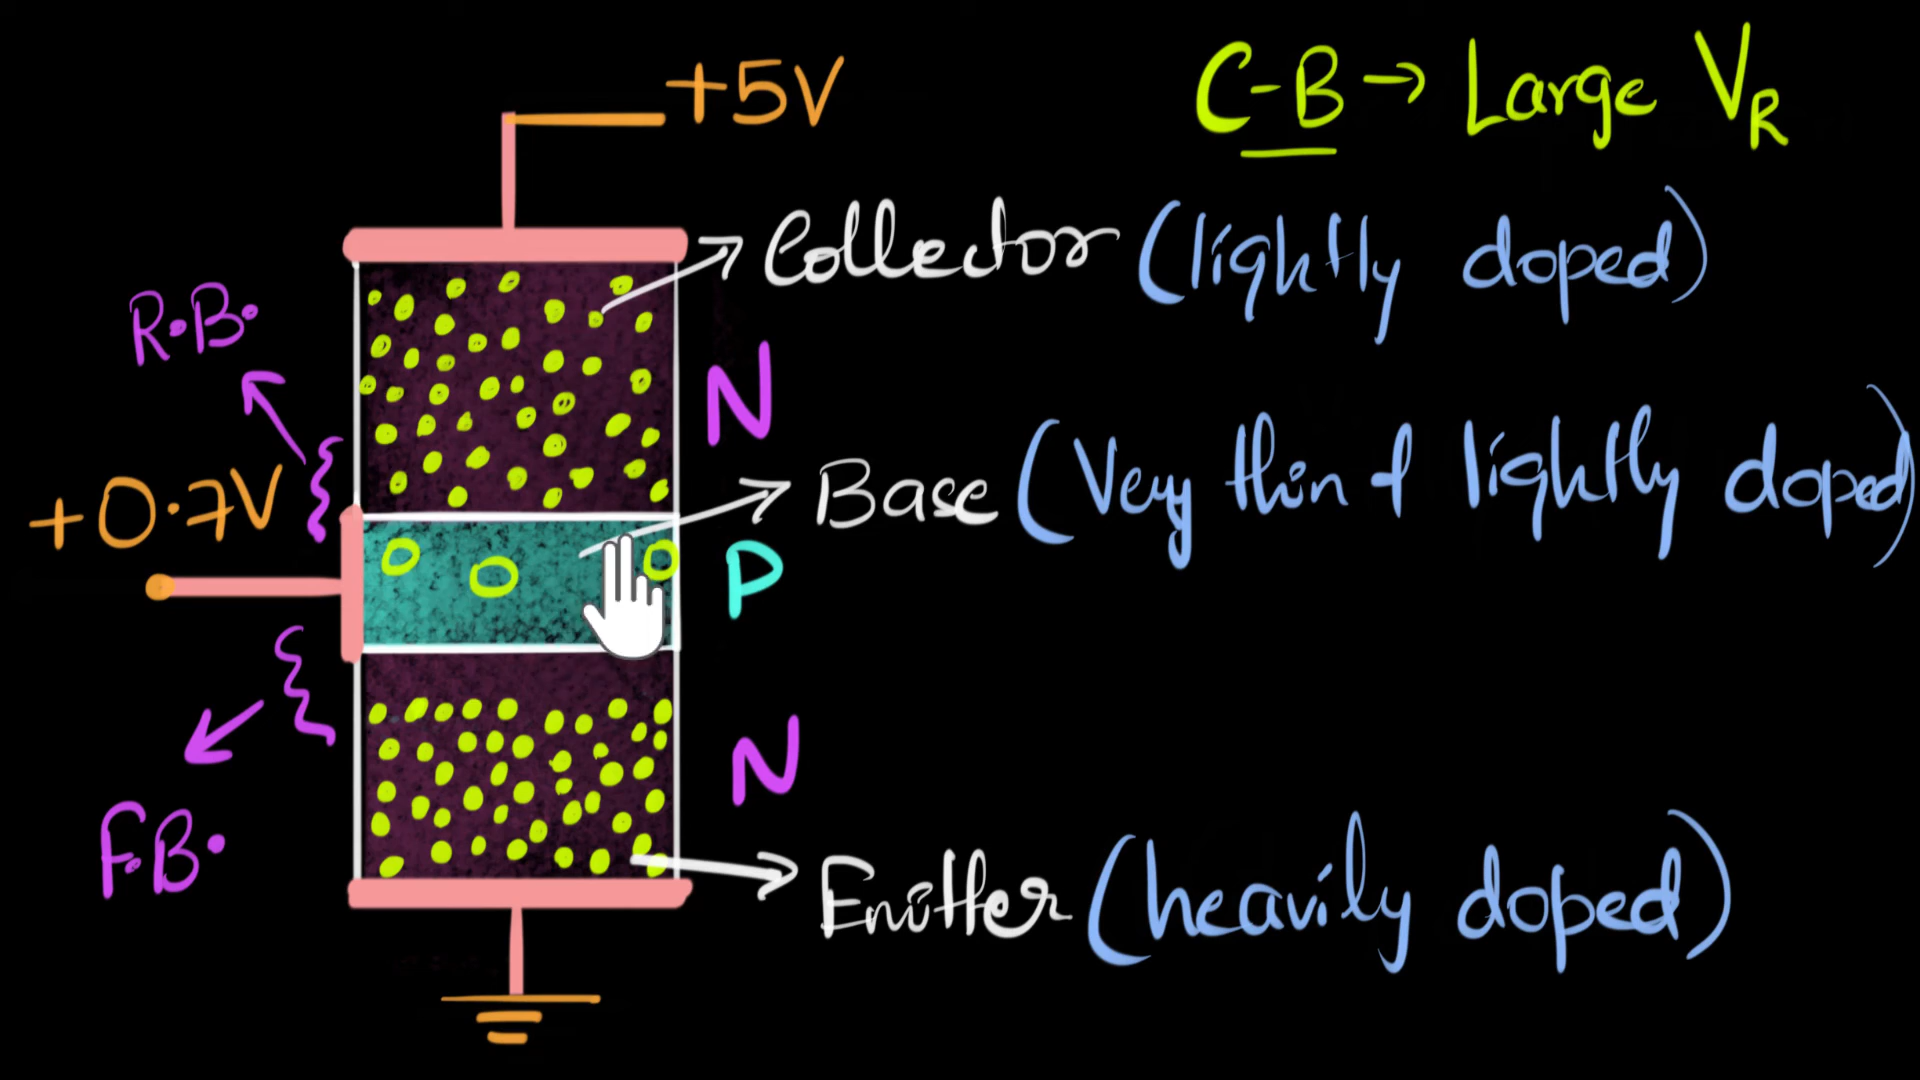 +5V
C-B → Large VR
Collector (lightly doped)
R.B.
N
+0.7V
Base (Very thin & lightly doped)
P
N
F.B.
Emitter (heavily doped)